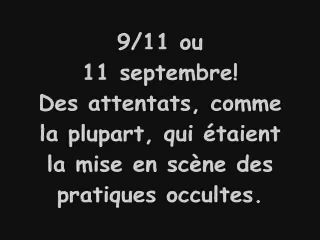 9/11 ou
11 septembre!
Des attentats, comme
la plupart, qui étaient
la mise en scène des
pratiques occultes.